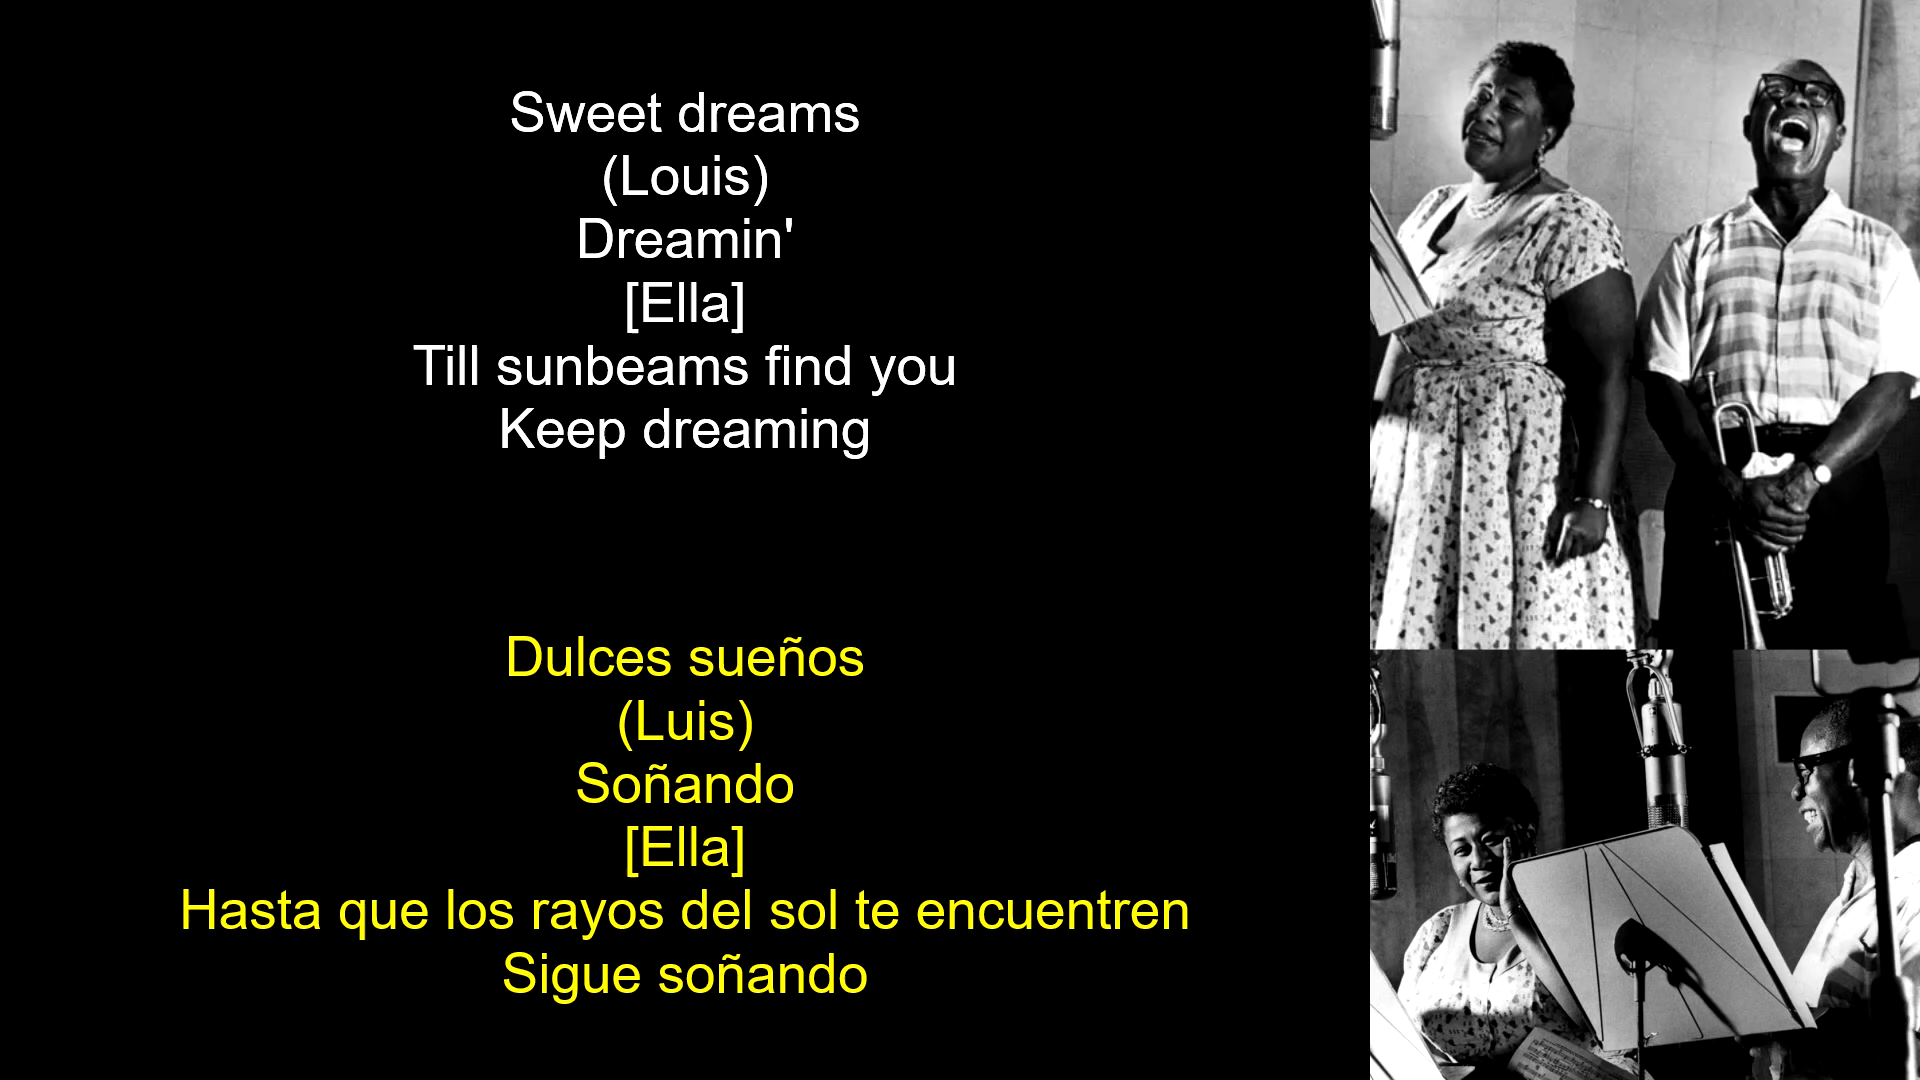 Sweet dreams
(Louis)
Dreamin'
[Ella]
Till sunbeams find you
Keep dreaming
Dulces sueños
(Luis)
Soñando
[Ella]
Hasta que los rayos del sol te encuentren
Sigue soñando